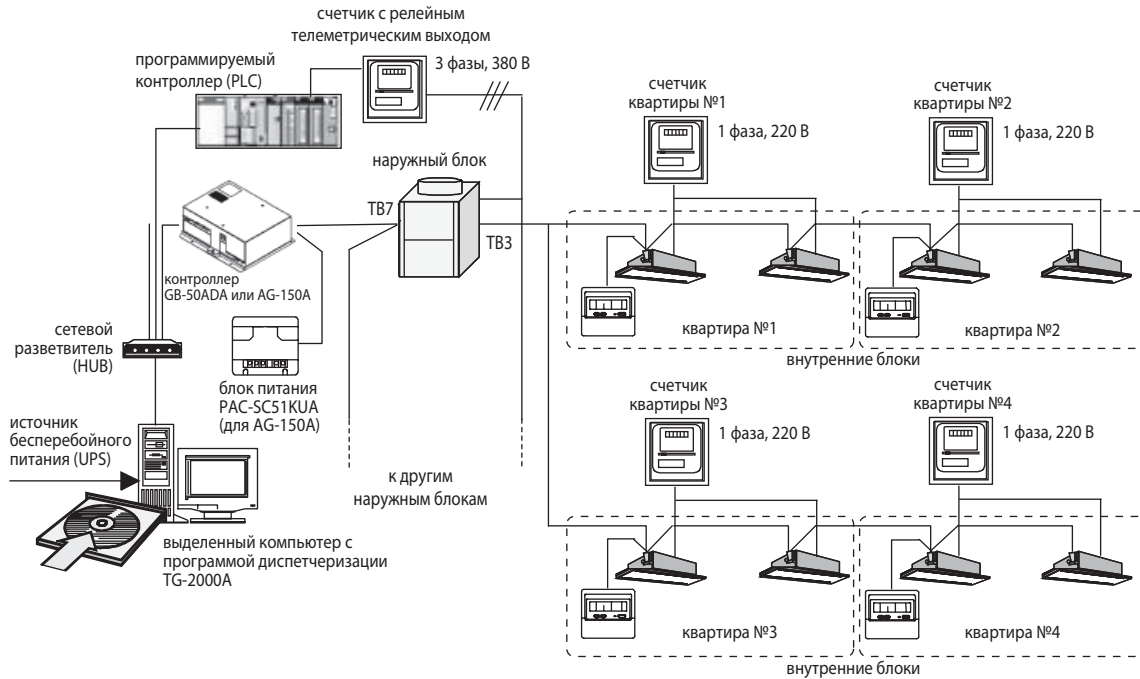 счетчик с релейным
телеметрическим выходом
3 фазы, 380 В
программируемый
контроллер (PLC)
наружный блок
TB7
TB3
контроллер
GB-50ADA или AG-150A
сетевой
разветвитель
(HUB)
блок питания
PAC-SC51KUA
(для AG-150A)
источник
бесперебойного
питания (UPS)
к другим
наружным блокам
выделенный компьютер с
программой диспетчеризации
TG-2000A
счетчик
квартиры №1
1 фаза, 220 В
счетчик
квартиры №2
1 фаза, 220 В
квартира №1
квартира №2
внутренние блоки
счетчик
квартиры №3
1 фаза, 220 В
счетчик
квартиры №4
1 фаза, 220 В
квартира №3
квартира №4
внутренние блоки